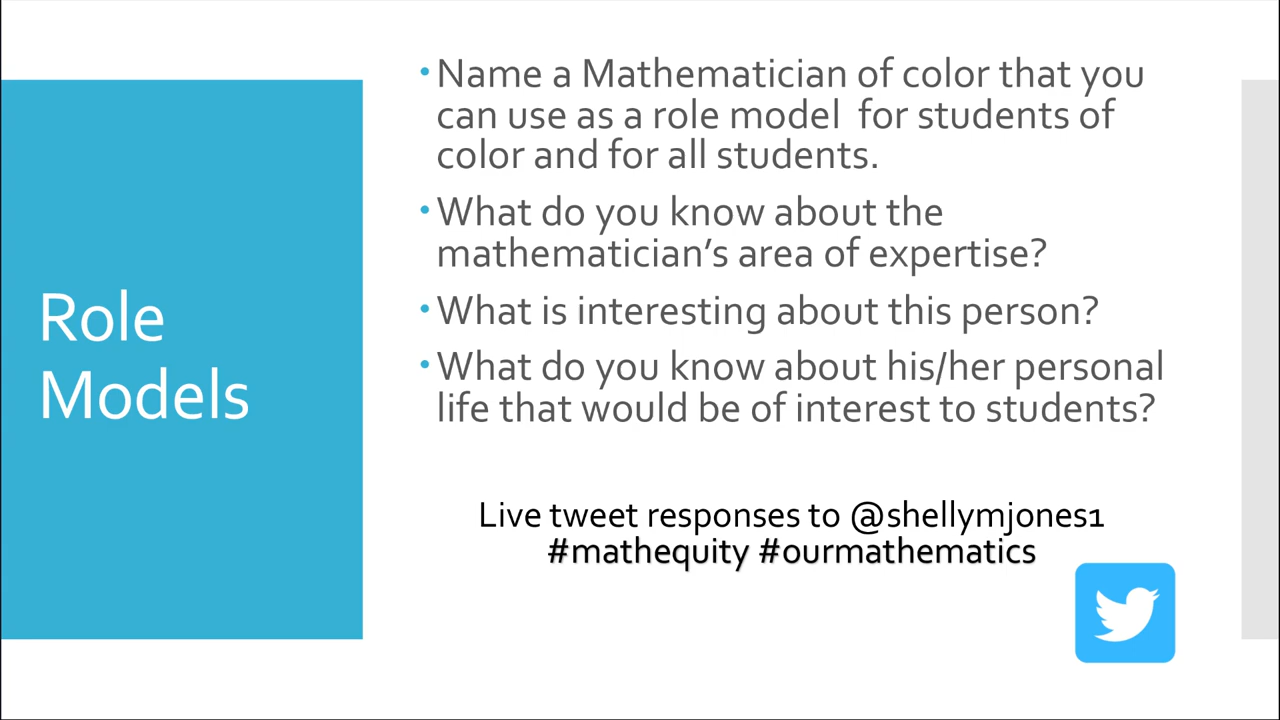 Role
Models
• Name a Mathematician of color that you
can use as a role model  for students of
color and for all students.
• What do you know about the
mathematician’s area of expertise?
• What is interesting about this person?
• What do you know about his/her personal
life that would be of interest to students?
Live tweet responses to @shellymjones1
#mathequity #ourmathematics